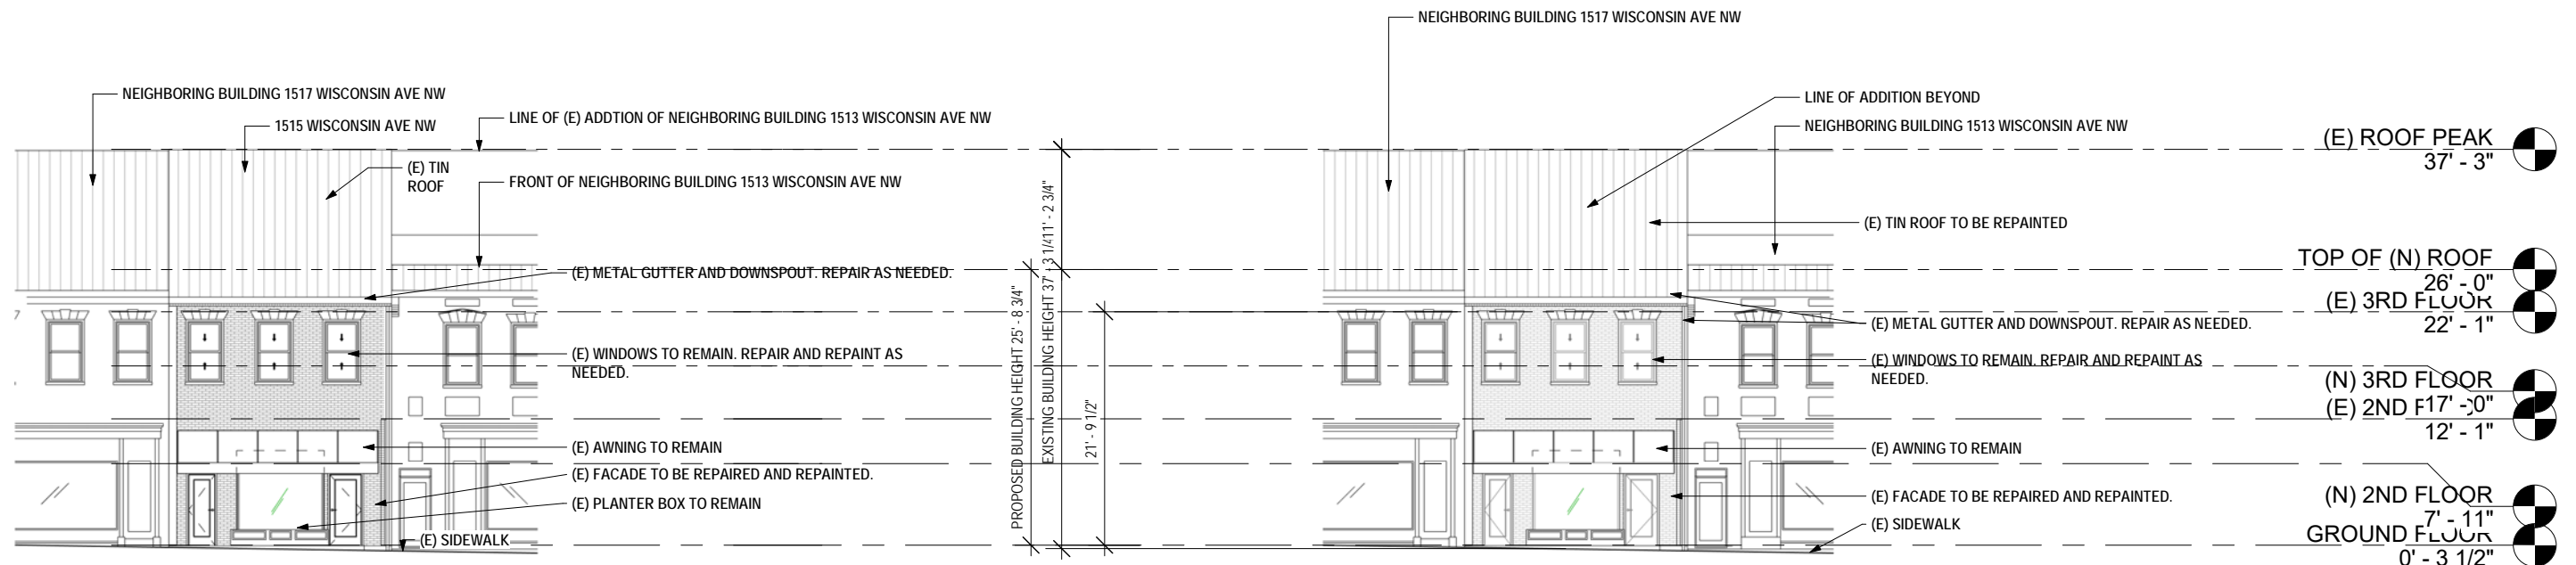 NEIGHBORING BUILDING 1517 WISCONSIN AVE NW
1515 WISCONSIN AVE NW
LINE OF (E) ADDTION OF NEIGHBORING BUILDING 1513 WISCONSIN AVE NW
(E) TIN
ROOF
FRONT OF NEIGHBORING BUILDING 1513 WISCONSIN AVE NW
(E) METAL GUTTER AND DOWNSPOUT. REPAIR AS NEEDED.
(E) WINDOWS TO REMAIN. REPAIR AND REPAINT AS
NEEDED.
(E) AWNING TO REMAIN
(E) FACADE TO BE REPAIRED AND REPAINTED.
(E) PLANTER BOX TO REMAIN
(E) SIDEWALK
PROPOSED BUILDING HEIGHT 25' - 8 3/4"
EXISTING BUILDING HEIGHT 37' - 3 1/4"
11' - 2 3/4"
21' - 9 1/2"
NEIGHBORING BUILDING 1517 WISCONSIN AVE NW
LINE OF ADDITION BEYOND
NEIGHBORING BUILDING 1513 WISCONSIN AVE NW
(E) TIN ROOF TO BE REPAINTED
(E) METAL GUTTER AND DOWNSPOUT. REPAIR AS NEEDED.
(E) WINDOWS TO REMAIN. REPAIR AND REPAINT AS
NEEDED.
(E) AWNING TO REMAIN
(E) FACADE TO BE REPAIRED AND REPAINTED.
(E) SIDEWALK
(E) ROOF PEAK
37' - 3"
TOP OF (N) ROOF
26' - 0"
(E) 3RD FLOOR
22' - 1"
(N) 3RD FLOOR
17' - 0"
(E) 2ND
12' - 1"
(N) 2ND FLOOR
7' - 11"
GROUND FLOOR
0' - 3 1/2"